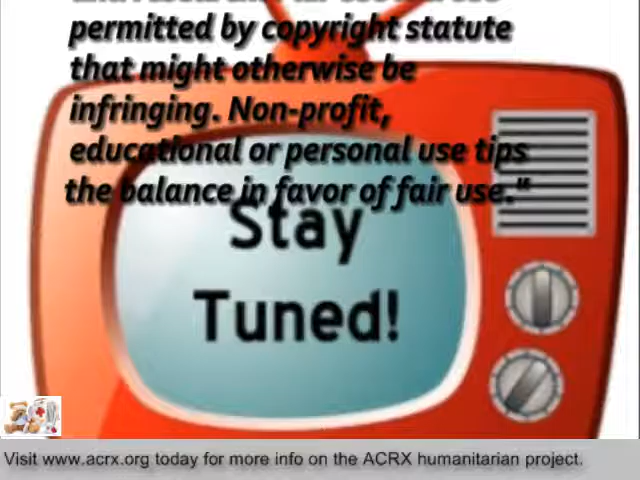 permitted by copyright statute
that might otherwise be
infringing. Non-profit,
educational or personal use tips
the balance in favor of fair use."
Stay
Tuned!
Visit www.acrx.org today for more info on the ACRX humanitarian project.